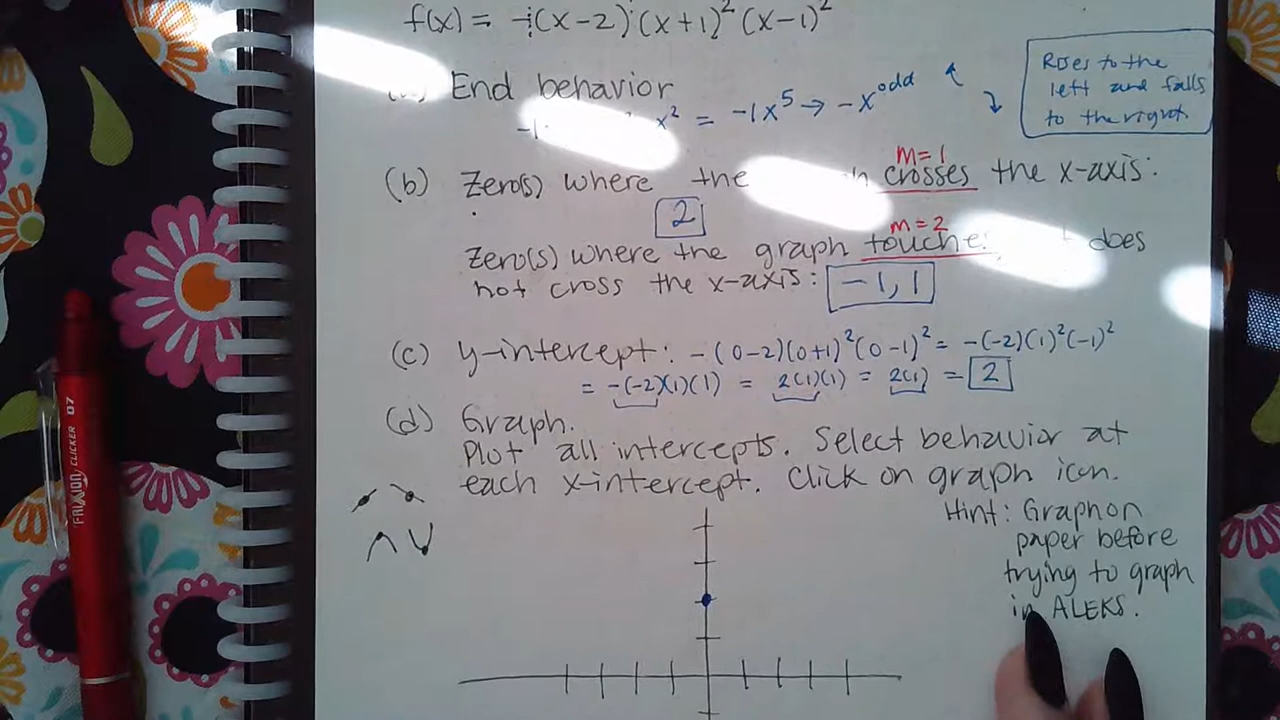 f(x) = -1(x-2)(x+1)² (x-1)²
End behavior
x² = -1x⁵ → -x^odd
Rises to the
left and falls
to the right.
m=1
(b) Zero(s) where the crosses the x-axis:
2
m=2
Zero(s) where the graph touche does
not cross the x-axis: -1, 1
(c) y-intercept: -(0-2)(0+1)²(0-1)² = -(-2)(1)²(-1)²
= -(-2)(1)(1) = 2(1)(1) = 2(1) = 2
(d) Graph.
Plot all intercepts. Select behavior at
each x-intercept. Click on graph icon.
Hint: Graph on
paper before
trying to graph
in ALEKS.
FRIXION CLICKER 07